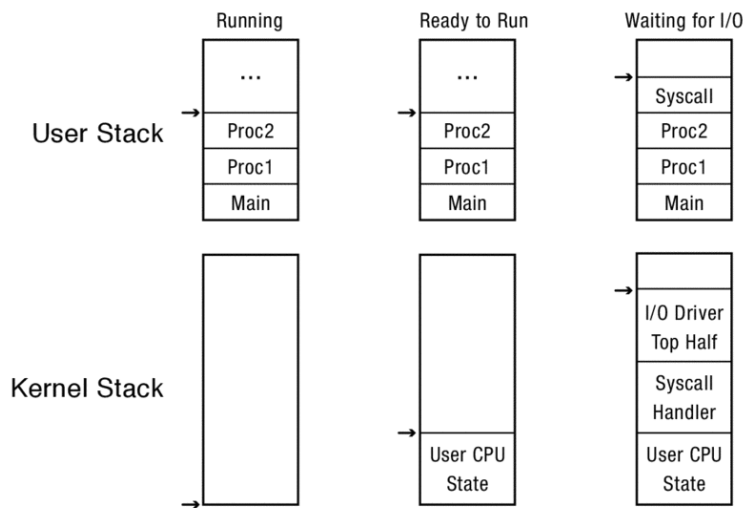 Running Ready to Run Waiting for I/O
... ...
Syscall
User Stack Proc2 Proc2 Proc2
Proc1 Proc1 Proc1
Main Main Main
I/O Driver
Top Half
Kernel Stack Syscall
Handler
User CPU User CPU
State State